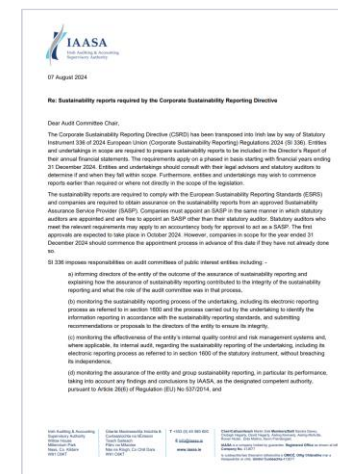 IAASA
Irish Auditing & Accounting
Supervisory Authority
07 August 2024
Re: Sustainability reports required by the Corporate Sustainability Reporting Directive
Dear Audit Committee Chair,
The Corporate Sustainability Reporting Directive (CSRD) has been transposed into Irish law by way of Statutory
Instrument 336 of 2024 European Union (Corporate Sustainability Reporting) Regulations 2024 (SI 336). Entities
and undertakings in scope are required to prepare sustainability reports to be included in the Director's Report of
their annual financial statements. The requirements apply on a phased in basis starting with financial years ending
31 December 2024. Entities and undertakings should consult with their legal advisors and statutory auditors to
determine if and when they fall within scope. Furthermore, entities and undertakings may wish to commence
reports earlier than required or where not directly in the scope of the legislation.
The sustainability reports are required to comply with the European Sustainability Reporting Standards (ESRS)
and companies are required to obtain assurance on the sustainability reports from an approved Sustainability
Assurance Service Provider (SASP). Companies must appoint an SASP in the same manner in which statutory
auditors are appointed and are free to appoint an SASP other than their statutory auditor. Statutory auditors who
meet the relevant requirements may apply to an accountancy body for approval to act as a SASP. The first
approvals are expected to take place in October 2024. However, companies in scope for the year ended 31
December 2024 should commence the appointment process in advance of this date if they have not already done
so.
SI 336 imposes responsibilities on audit committees of public interest entities including: -
a) informing directors of the entity of the outcome of the assurance of sustainability reporting and
explaining how the assurance of sustainability reporting contributed to the integrity of the sustainability
reporting and what the role of the audit committee was in that process,
(b) monitoring the sustainability reporting process of the undertaking, including its electronic reporting
process as referred to in section 1600 and the process carried out by the undertaking to identify the
information reporting in accordance with the sustainability reporting standards, and submitting
recommendations or proposals to the directors of the entity to ensure its integrity,
(c) monitoring the effectiveness of the entity's internal quality control and risk management systems and,
where applicable, its internal audit, regarding the sustainability reporting of the undertaking, including its
electronic process as referred to in section 1600 of the statutory instrument, without breaching
its independence,
(d) monitoring the assurance of the entity and group sustainability reporting, in particular its performance,
taking into account any findings and conclusions by IAASA, as the designated competent authority,
pursuant to Article 26(6) of Regulation (EU) No 537/2014, and
Irish Auditing & Accounting
Supervisory Authority
Willow House
Millennium Park
Naas, Co. Kildare
www.iaasa.ie